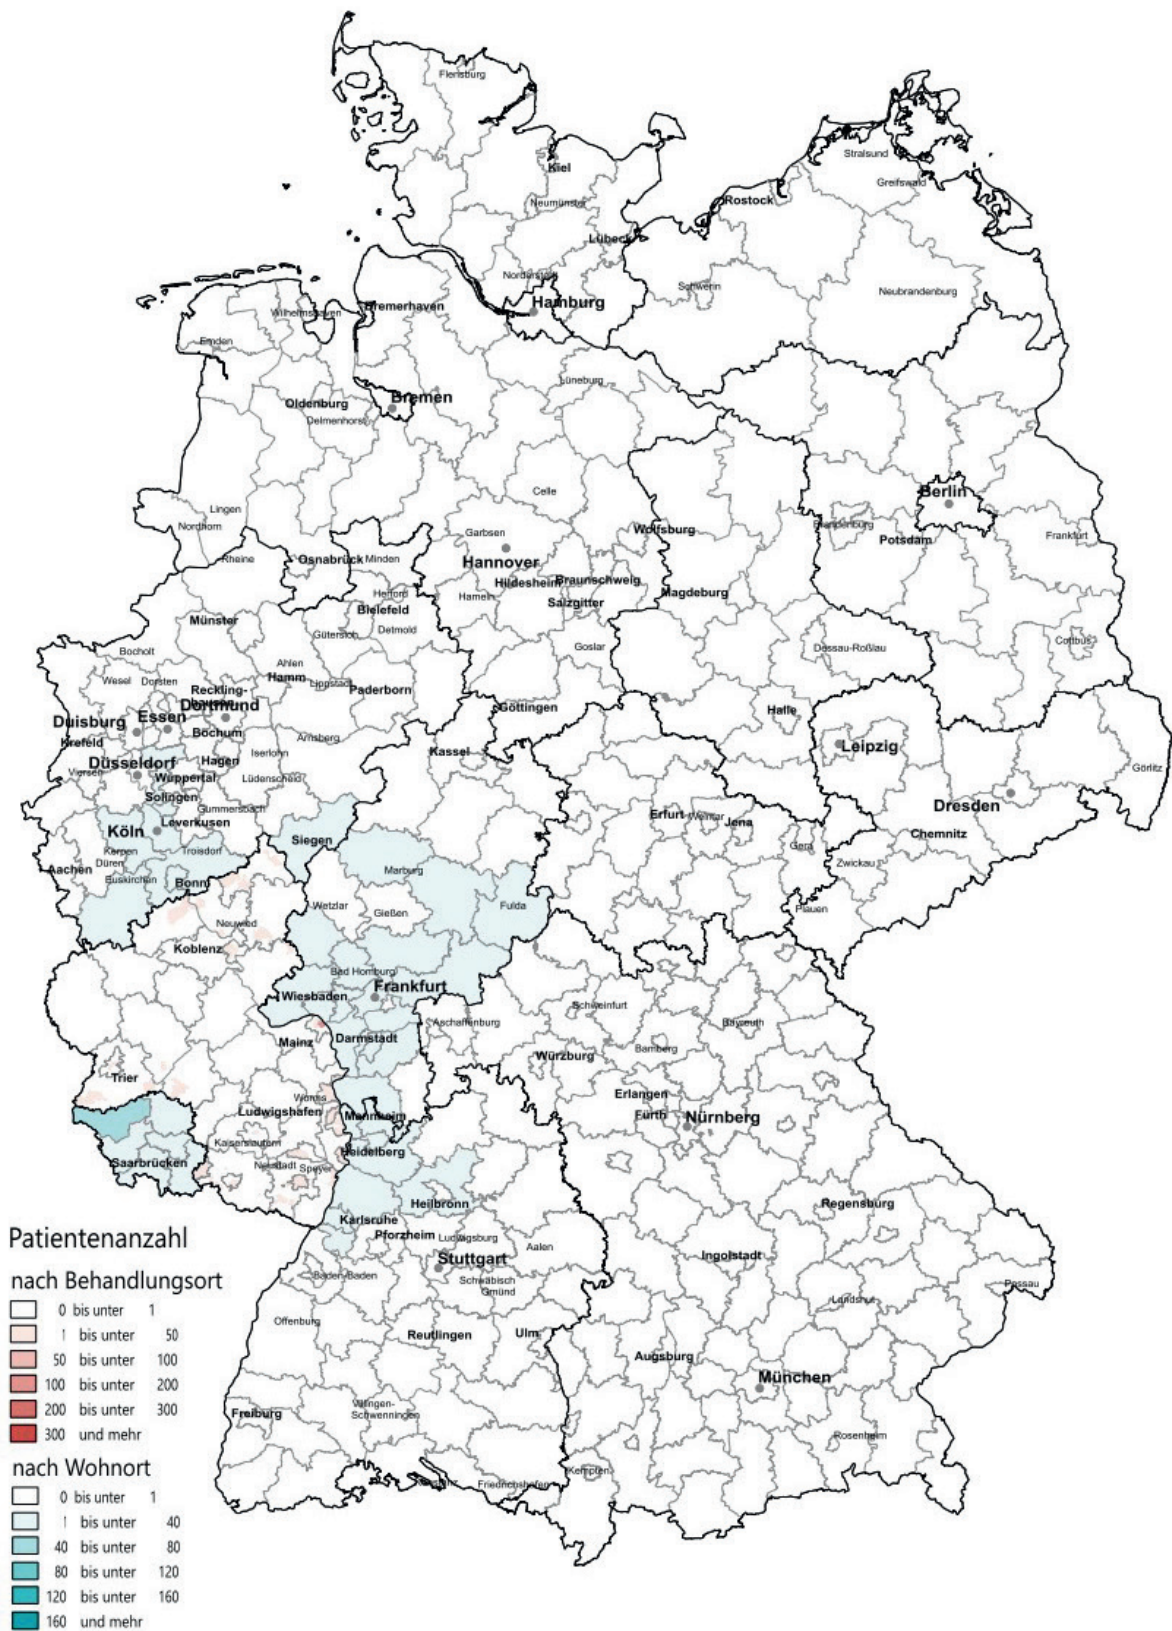 Flensburg
Kiel
Stralsund
Greifswald
Rostock
Neumünster
Lübeck
Norderstedt
Schwerin
Neubrandenburg
Hamburg
Bremerhaven
Wilhelmshaven
Emden
Lüneburg
Bremen
Oldenburg
Delmenhorst
Celle
Berlin
Lingen
Nordhorn
Garbsen
Wolfsburg
Brandenburg
Potsdam
Frankfurt
Rheine
Osnabrück
Minden
Hannover
Hildesheim
Braunschweig
Hameln
Salzgitter
Magdeburg
Herford
Bielefeld
Münster
Gütersloh
Detmold
Goslar
Dessau-Roßlau
Cottbus
Bocholt
Ahlen
Hamm
Lippstadt
Paderborn
Wesel
Dorsten
Reckling-
Dortmund
Göttingen
Halle
Duisburg
Essen
Bochum
Arnsberg
Leipzig
Krefeld
Iserlohn
Kassel
Düsseldorf
Hagen
Görlitz
Viersen
Wuppertal
Lüdenscheid
Solingen
Gummersbach
Dresden
Leverkusen
Erfurt
Weimar
Jena
Köln
Siegen
Chemnitz
Kerpen
Troisdorf
Gera
Zwickau
Aachen
Düren
Euskirchen
Bonn
Marburg
Wetzlar
Gießen
Fulda
Plauen
Neuwied
Koblenz
Bad Homburg
Frankfurt
Wiesbaden
Schweinfurt
Aschaffenburg
Bayreuth
Mainz
Darmstadt
Würzburg
Bamberg
Trier
Worms
Erlangen
Ludwigshafen
Mannheim
Fürth
Nürnberg
Kaiserslautern
Heidelberg
Saarbrücken
Neustadt
Speyer
Heilbronn
Regensburg
Karlsruhe
Pforzheim
Ludwigsburg
Aalen
Ingolstadt
Stuttgart
Baden-Baden
Schwäbisch
Gmünd
Passau
Landshut
Offenburg
Reutlingen
Ulm
Augsburg
München
Freiburg
Villingen-
Schwenningen
Rosenheim
Kempten
Konstanz
Friedrichshafen
Patientenanzahl
nach Behandlungsort
0 bis unter 1
1 bis unter 50
50 bis unter 100
100 bis unter 200
200 bis unter 300
300 und mehr
nach Wohnort
0 bis unter 1
1 bis unter 40
40 bis unter 80
80 bis unter 120
120 bis unter 160
160 und mehr